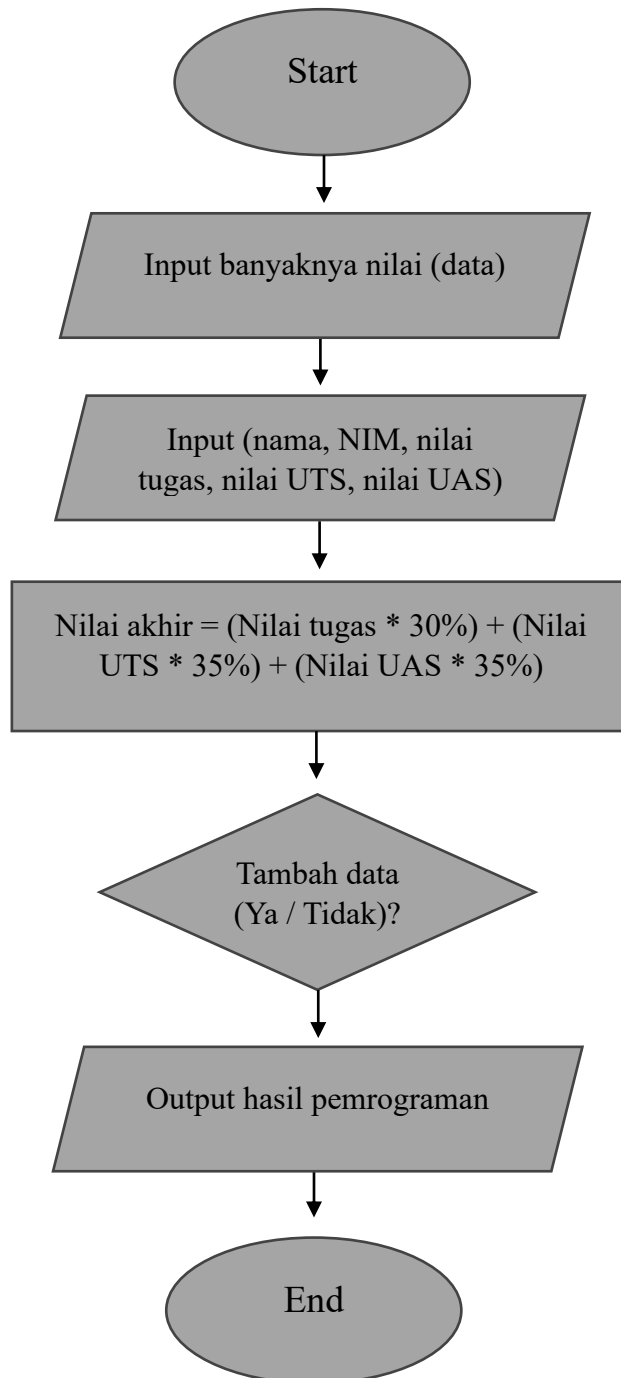 Start
Input banyaknya nilai (data)
Input (nama, NIM, nilai
tugas, nilai UTS, nilai UAS)
Nilai akhir = (Nilai tugas * 30%) + (Nilai
UTS * 35%) + (Nilai UAS * 35%)
Tambah data
(Ya / Tidak)?
Output hasil pemrograman
End